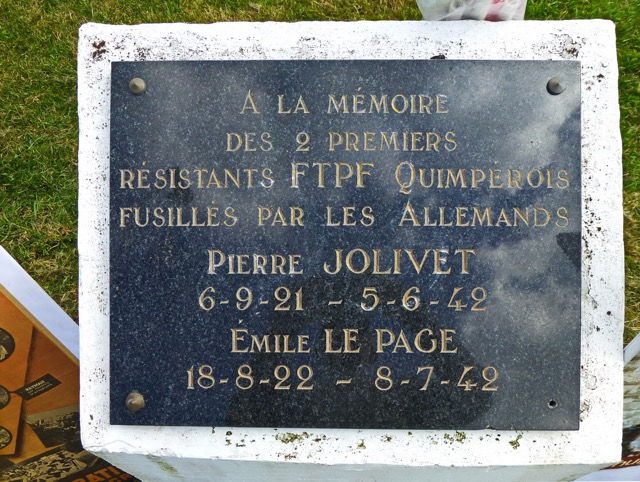 A LA MÉMOIRE
DES 2 PREMIERS
RÉSISTANTS FTPF QUIMPÉROIS
FUSILLÉS PAR LES ALLEMANDS
PIERRE JOLIVET
6-9-21 - 5-6-42
ÉMILE LE PAGE
18-8-22 - 8-7-42